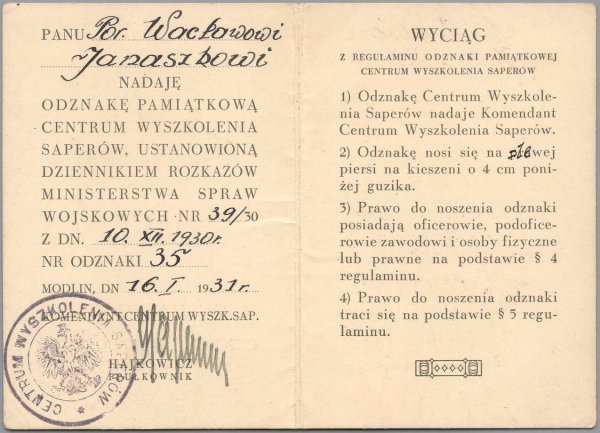 PANU Por. Wacławowi
Janaszkowi
NADAJĘ
ODZNAKĘ PAMIĄTKOWĄ
CENTRUM WYSZKOLENIA
SAPERÓW, USTANOWIONĄ
DZIENNIKIEM ROZKAZÓW
MINISTERSTWA SPRAW
WOJSKOWYCH NR 39/30
Z DN. 10. XII. 1930r.
NR ODZNAKI 35
MODLIN, DN 16. I. 1931r.
KOMENDANT CENTRUM WYSZK. SAP.
HAJKOWICZ
PPUŁKOWNIK
CENTRUM WYSZKOLENIA SAPERÓW
WYCIĄG
Z REGULAMINU ODZNAKI PAMIĄTKOWEJ
CENTRUM WYSZKOLENIA SAPERÓW
1) Odznakę Centrum Wyszkole-
nia Saperów nadaje Komendant
Centrum Wyszkolenia Saperów.
2) Odznakę nosi się na wej
piersi na kieszeni o 4 cm poni-
żej guzika.
3) Prawo do noszenia odznaki
posiadają oficerowie, podofice-
rowie zawodowi i osoby fizyczne
lub prawne na podstawie § 4
regulaminu.
4) Prawo do noszenia odznaki
traci się na podstawie § 5 regu-
laminu.